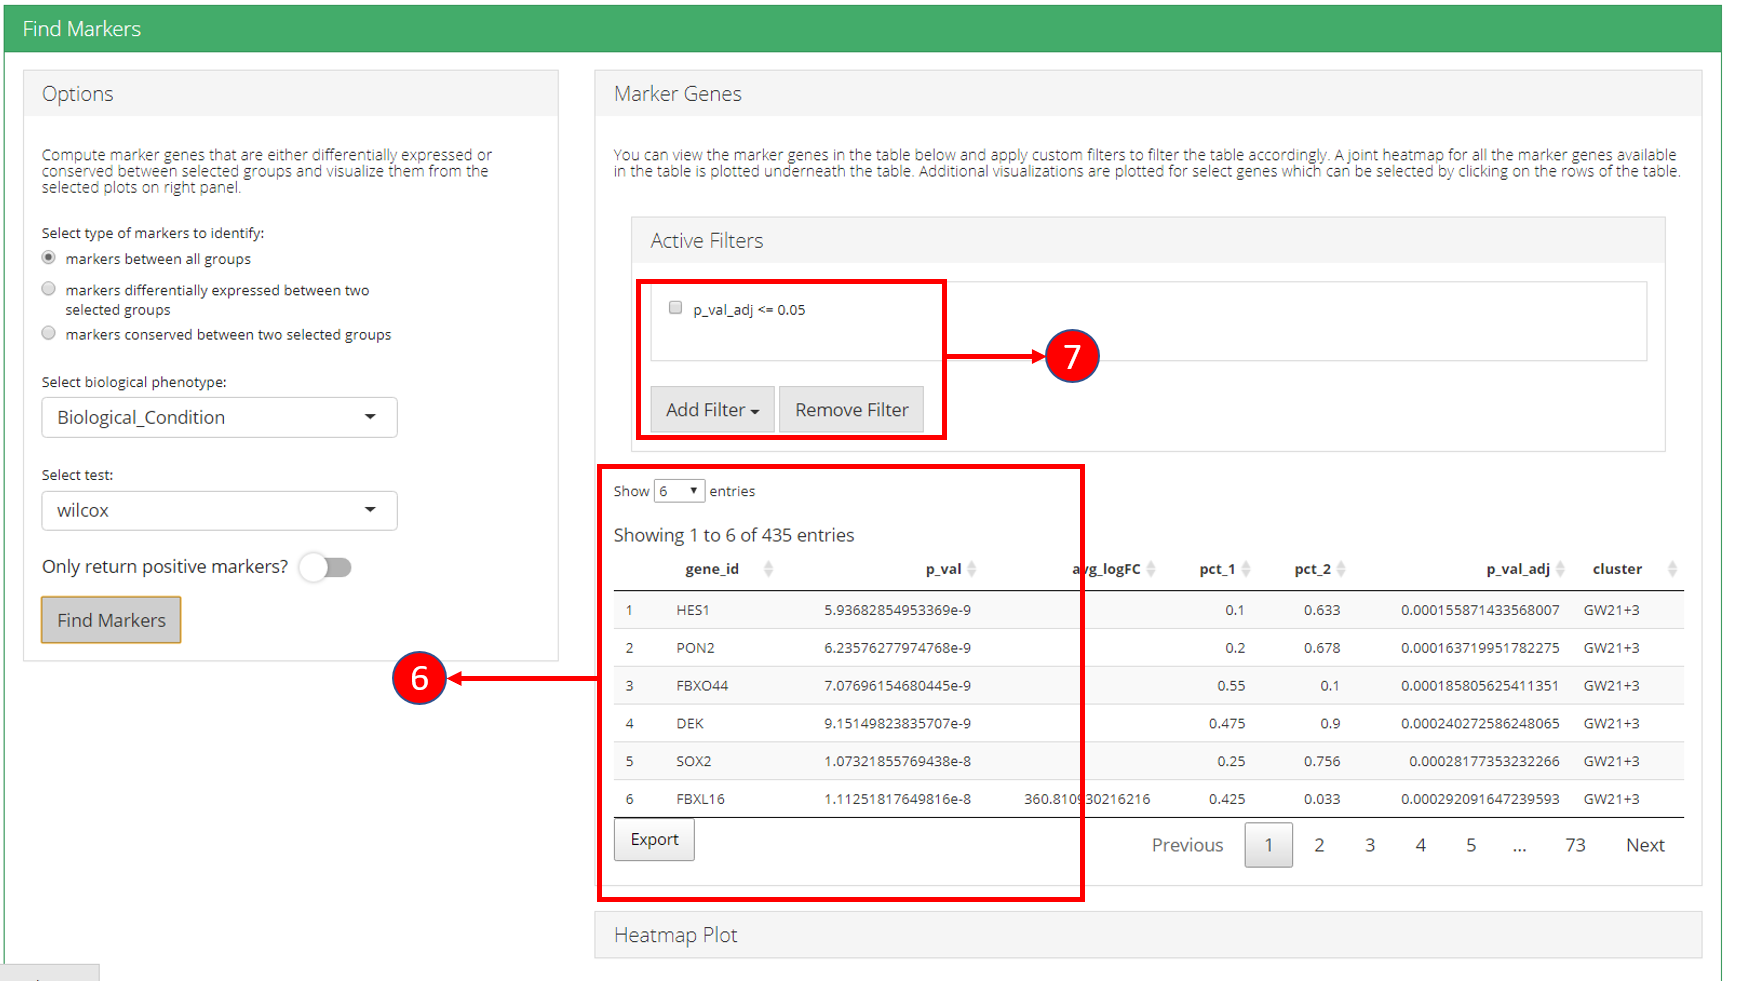 Find Markers
Options
Compute marker genes that are either differentially expressed or
conserved between selected groups and visualize them from the
selected plots on right panel.
Select type of markers to identify:
markers between all groups
markers differentially expressed between two
selected groups
markers conserved between two selected groups
Select biological phenotype:
Biological_Condition
Select test:
wilcox
Only return positive markers?
Find Markers
6
Marker Genes
You can view the marker genes in the table below and apply custom filters to filter the table accordingly. A joint heatmap for all the marker genes available
in the table is plotted underneath the table. Additional visualizations are plotted for select genes which can be selected by clicking on the rows of the table.
Active Filters
p_val_adj <= 0.05
7
Add Filter Remove Filter
Show 6 entries
Showing 1 to 6 of 435 entries
gene_id p_val avg_logFC pct_1 pct_2 p_val_adj cluster
1 HES1 5.93682854953369e-9 0.1 0.633 0.000155871433568007 GW21+3
2 PON2 6.23576277974768e-9 0.2 0.678 0.000163719951782275 GW21+3
3 FBXO44 7.07696154680445e-9 0.55 0.1 0.000185805625411351 GW21+3
4 DEK 9.15149823835707e-9 0.475 0.9 0.000240272586248065 GW21+3
5 SOX2 1.07321855769438e-8 0.25 0.756 0.00028177353232266 GW21+3
6 FBXL16 1.11251817649816e-8 360.810930216216 0.425 0.033 0.000292091647239593 GW21+3
Export
Previous 1 2 3 4 5 ... 73 Next
Heatmap Plot